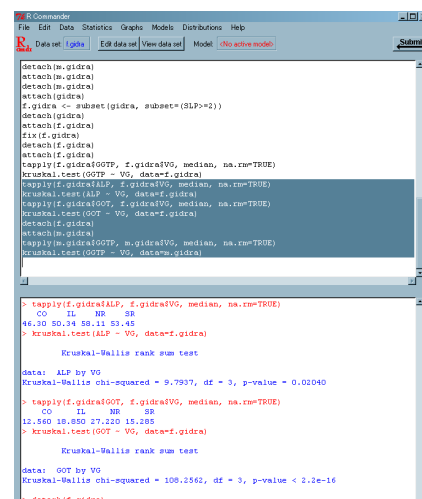 R Commander
File Edit Data Statistics Graphs Models Distributions Help
R Data set: f.gidra Edit data set View data set Model: <No active model> Submi
detach(m.gidra)
attach(m.gidra)
detach(m.gidra)
attach(gidra)
f.gidra <- subset(gidra, subset=(SLP>=2))
detach(gidra)
attach(f.gidra)
fix(f.gidra)
detach(f.gidra)
attach(f.gidra)
tapply(f.gidra$GGTP, f.gidra$VG, median, na.rm=TRUE)
kruskal.test(GGTP ~ VG, data=f.gidra)
tapply(f.gidra$ALP, f.gidra$VG, median, na.rm=TRUE)
kruskal.test(ALP ~ VG, data=f.gidra)
tapply(f.gidra$GOT, f.gidra$VG, median, na.rm=TRUE)
kruskal.test(GOT ~ VG, data=f.gidra)
detach(f.gidra)
attach(m.gidra)
tapply(m.gidra$GGTP, m.gidra$VG, median, na.rm=TRUE)
kruskal.test(GGTP ~ VG, data=m.gidra)
> tapply(f.gidra$ALP, f.gidra$VG, median, na.rm=TRUE)
CO IL NR SR
46.30 50.34 58.11 53.45
> kruskal.test(ALP ~ VG, data=f.gidra)
Kruskal-Wallis rank sum test
data: ALP by VG
Kruskal-Wallis chi-squared = 9.7937, df = 3, p-value = 0.02040
> tapply(f.gidra$GOT, f.gidra$VG, median, na.rm=TRUE)
CO IL NR SR
12.560 18.850 27.220 15.285
> kruskal.test(GOT ~ VG, data=f.gidra)
Kruskal-Wallis rank sum test
data: GOT by VG
Kruskal-Wallis chi-squared = 108.2562, df = 3, p-value < 2.2e-16
> detach(f.gidra)